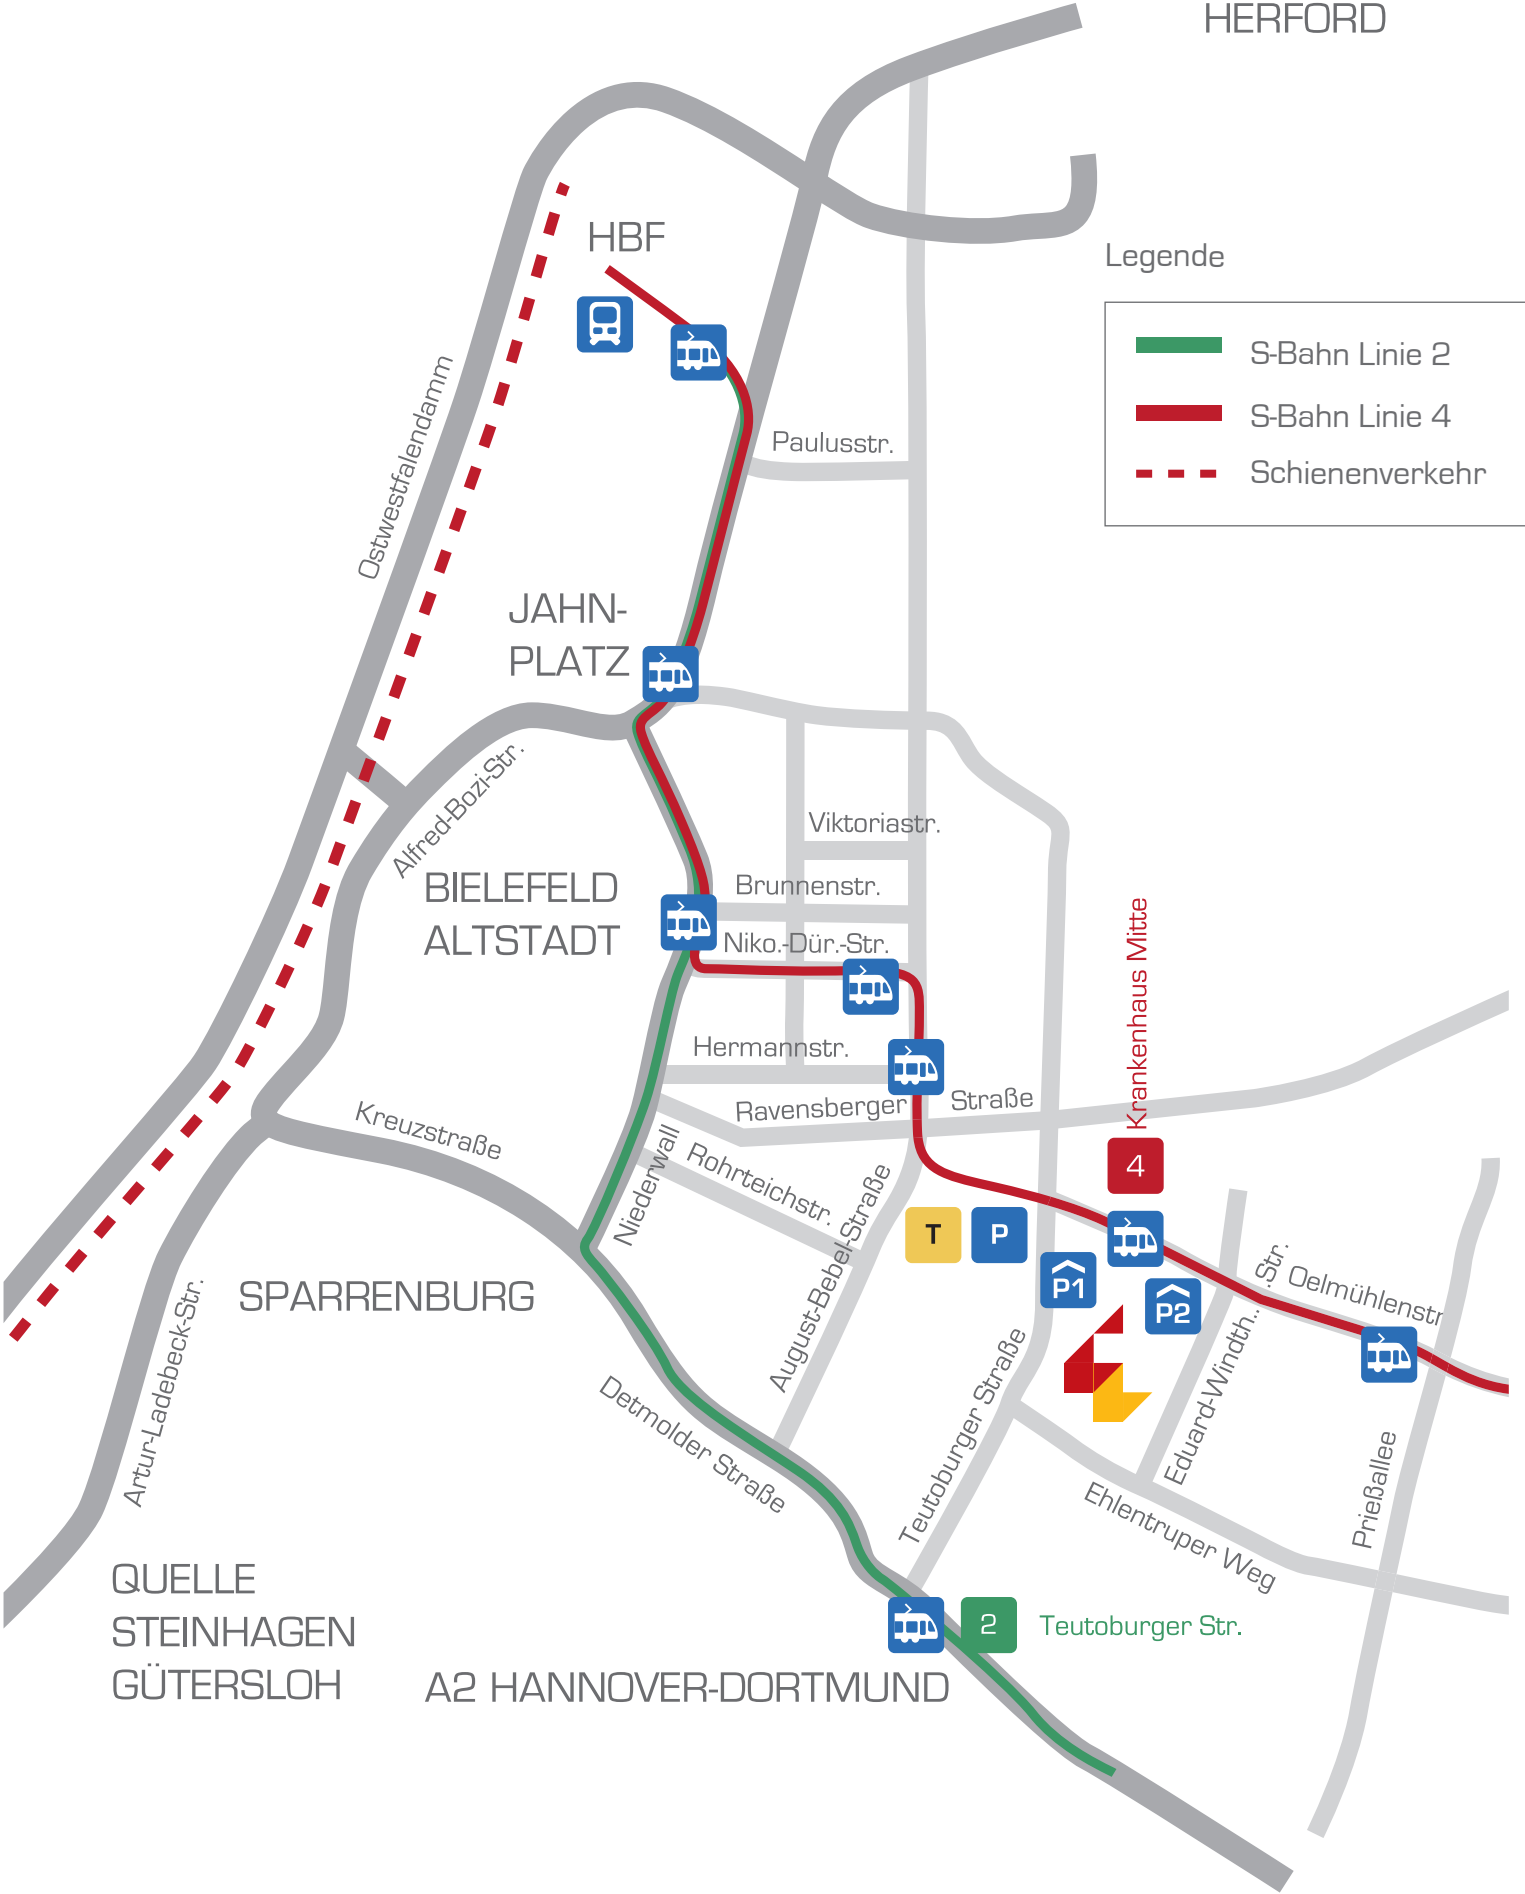 HERFORD
HBF
Legende
S-Bahn Linie 2
S-Bahn Linie 4
Schienenverkehr
Ostwestfalendamm
Paulusstr.
JAHN-
PLATZ
Alfred-Bozi-Str.
Viktoriastr.
BIELEFELD
ALTSTADT
Brunnenstr.
Niko.-Dür.-Str.
Krankenhaus Mitte
Hermannstr.
Ravensberger Straße
Kreuzstraße
Niederwall
Rohrteichstr.
4
T
P
P1
P2
August-Bebel-Straße
Eduard-Windth.-Str.
Oelmühlenstr
SPARRENBURG
Artur-Ladebeck-Str.
Detmolder Straße
Teutoburger Straße
Ehlentruper Weg
Prießallee
QUELLE
STEINHAGEN
GÜTERSLOH
2
Teutoburger Str.
A2 HANNOVER-DORTMUND